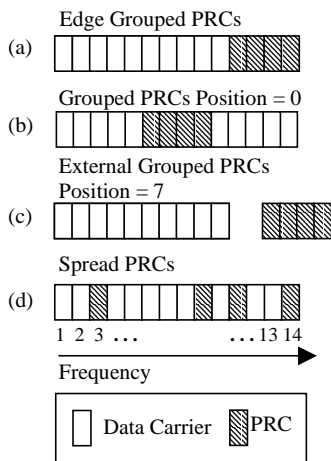 Edge Grouped PRCs
(a)
Grouped PRCs Position = 0
(b)
External Grouped PRCs
Position = 7
(c)
Spread PRCs
(d)
1 2 3 ... ... 13 14
Frequency
Data Carrier PRC